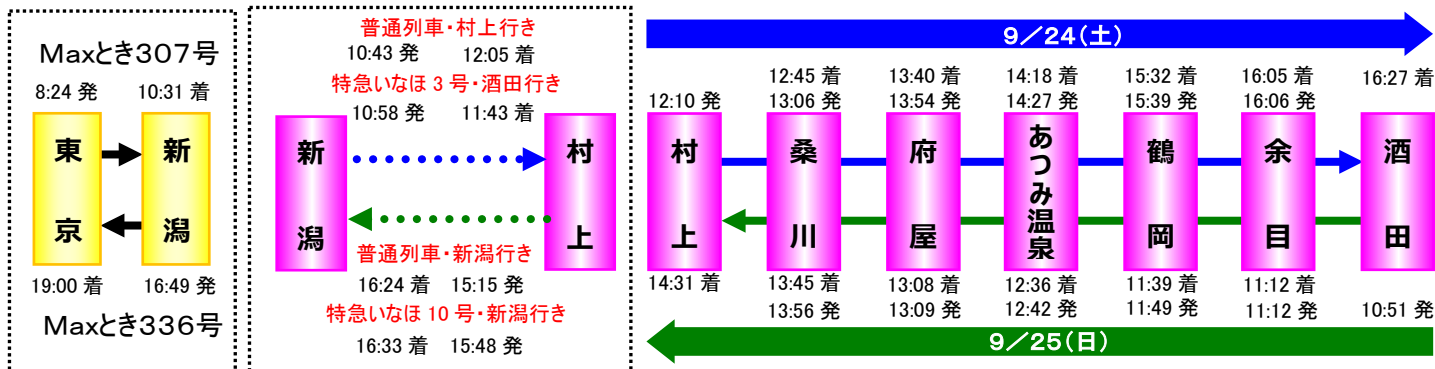 Maxとき307号
8:24 発 10:31 着
東京
新潟
19:00 着 16:49 発
Maxとき336号
普通列車・村上行き
10:43 発 12:05 着
特急いなほ 3 号・酒田行き
10:58 発 11:43 着
新潟
村上
普通列車・新潟行き
16:24 着 15:15 発
特急いなほ 10 号・新潟行き
16:33 着 15:48 発
9/24(土)
12:45 着 13:40 着 14:18 着 15:32 着 16:05 着 16:27 着
12:10 発 13:06 発 13:54 発 14:27 発 15:39 発 16:06 発
村上
桑川
府屋
あつみ温泉
鶴岡
余目
酒田
14:31 着 13:45 着 13:08 着 12:36 着 11:39 着 11:12 着
13:56 発 13:09 発 12:42 発 11:49 発 11:12 発 10:51 発
9/25(日)